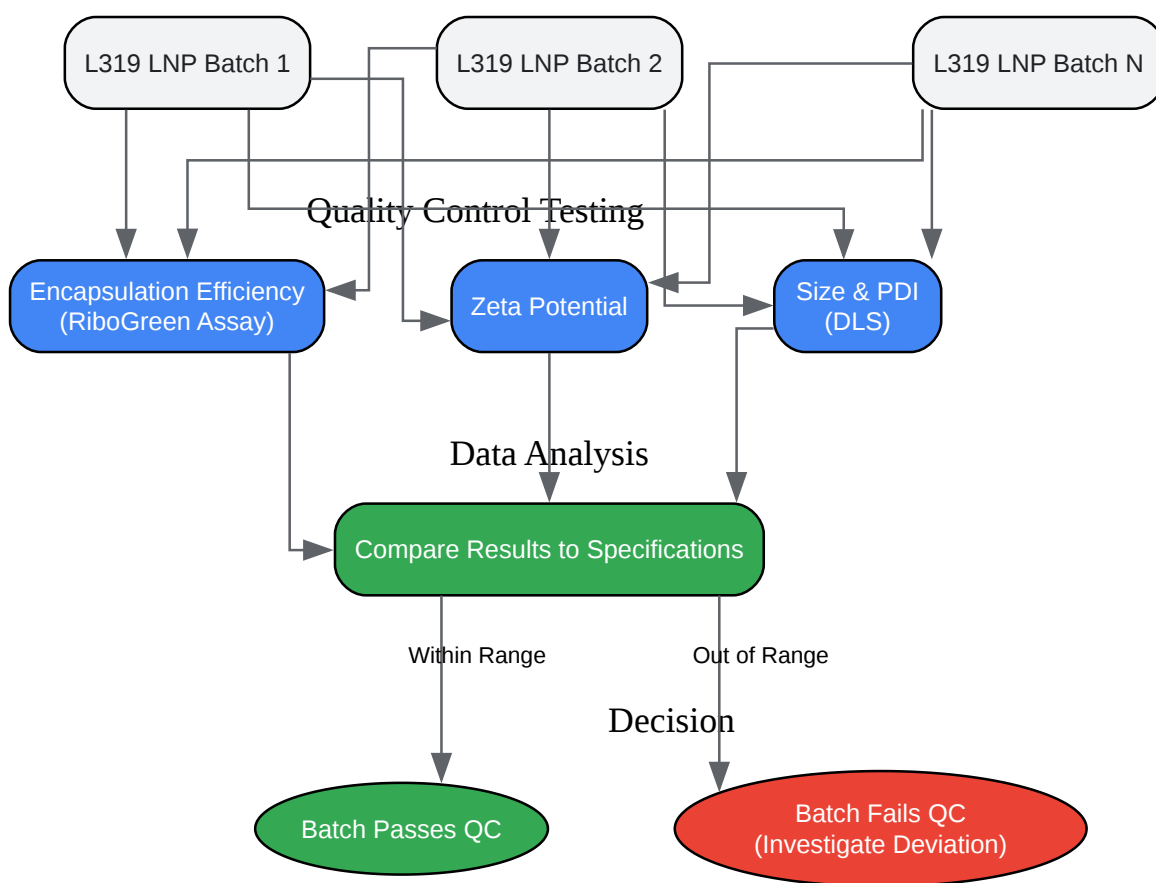 L319 LNP Batch 1
L319 LNP Batch 2
L319 LNP Batch N
Quality Control Testing
Encapsulation Efficiency
(RiboGreen Assay)
Zeta Potential
Size & PDI
(DLS)
Data Analysis
Compare Results to Specifications
Within Range
Out of Range
Decision
Batch Passes QC
Batch Fails QC
(Investigate Deviation)